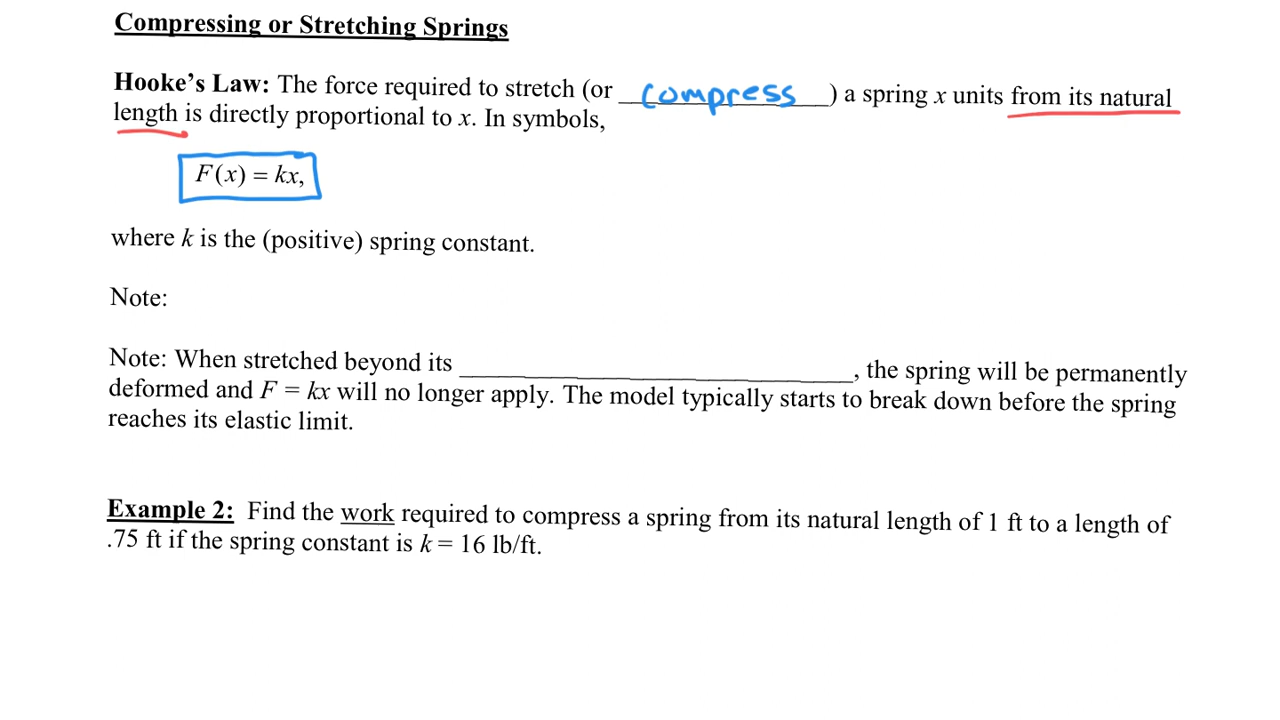 Compressing or Stretching Springs
Hooke's Law: The force required to stretch (or compress) a spring x units from its natural
length is directly proportional to x. In symbols,
F(x) = kx,
where k is the (positive) spring constant.
Note:
Note: When stretched beyond its ____________________________, the spring will be permanently
deformed and F = kx will no longer apply. The model typically starts to break down before the spring
reaches its elastic limit.
Example 2: Find the work required to compress a spring from its natural length of 1 ft to a length of
.75 ft if the spring constant is k = 16 lb/ft.